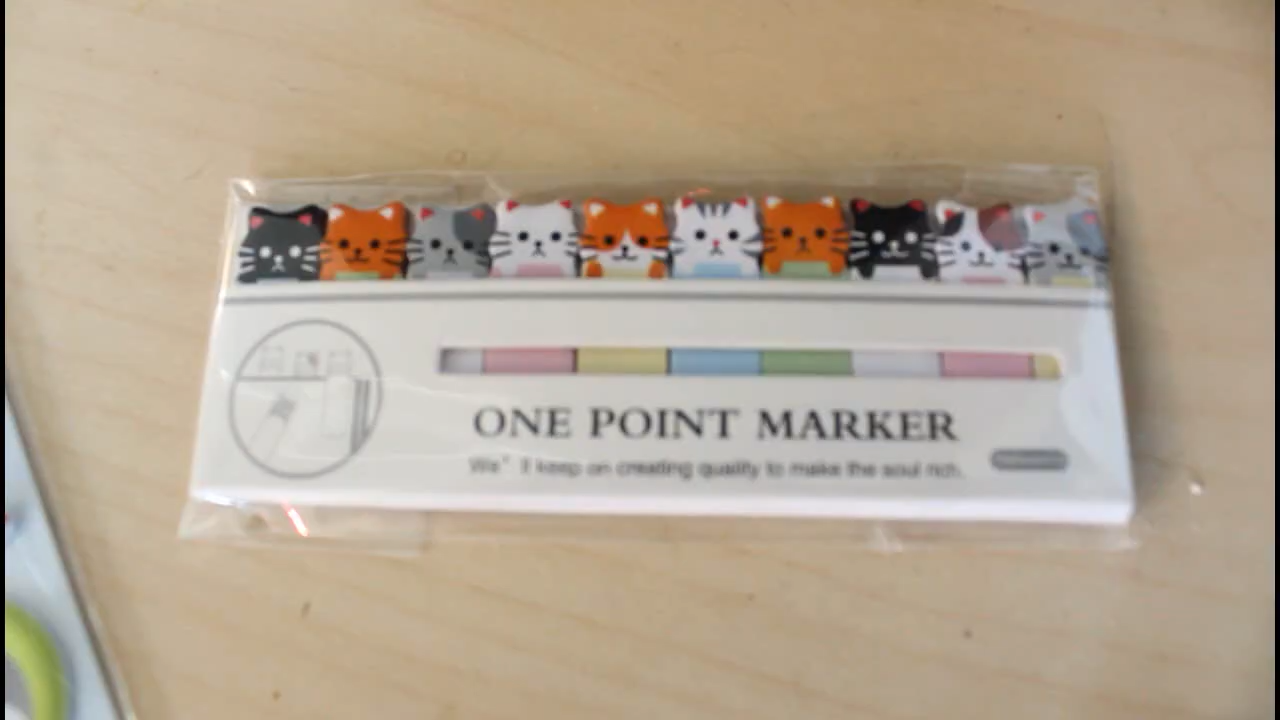 ONE POINT MARKER
We' ll keep on creating quality to make the soul rich.